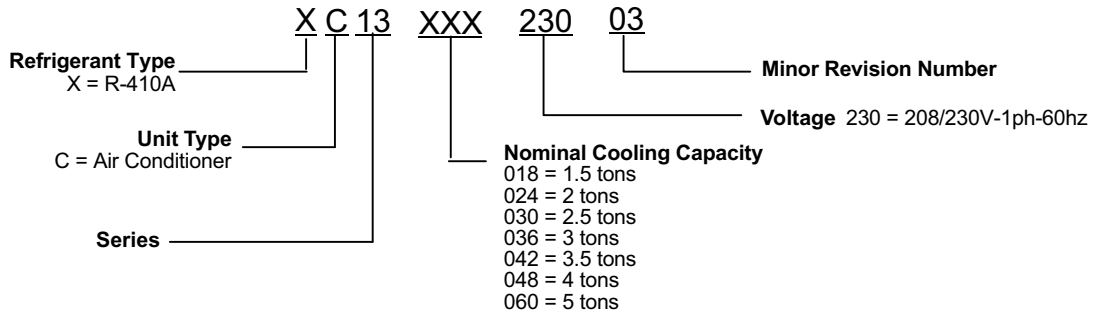 X C 13 XXX 230 03
Refrigerant Type
X = R-410A
Unit Type
C = Air Conditioner
Series
Minor Revision Number
Voltage 230 = 208/230V-1ph-60hz
Nominal Cooling Capacity
018 = 1.5 tons
024 = 2 tons
030 = 2.5 tons
036 = 3 tons
042 = 3.5 tons
048 = 4 tons
060 = 5 tons